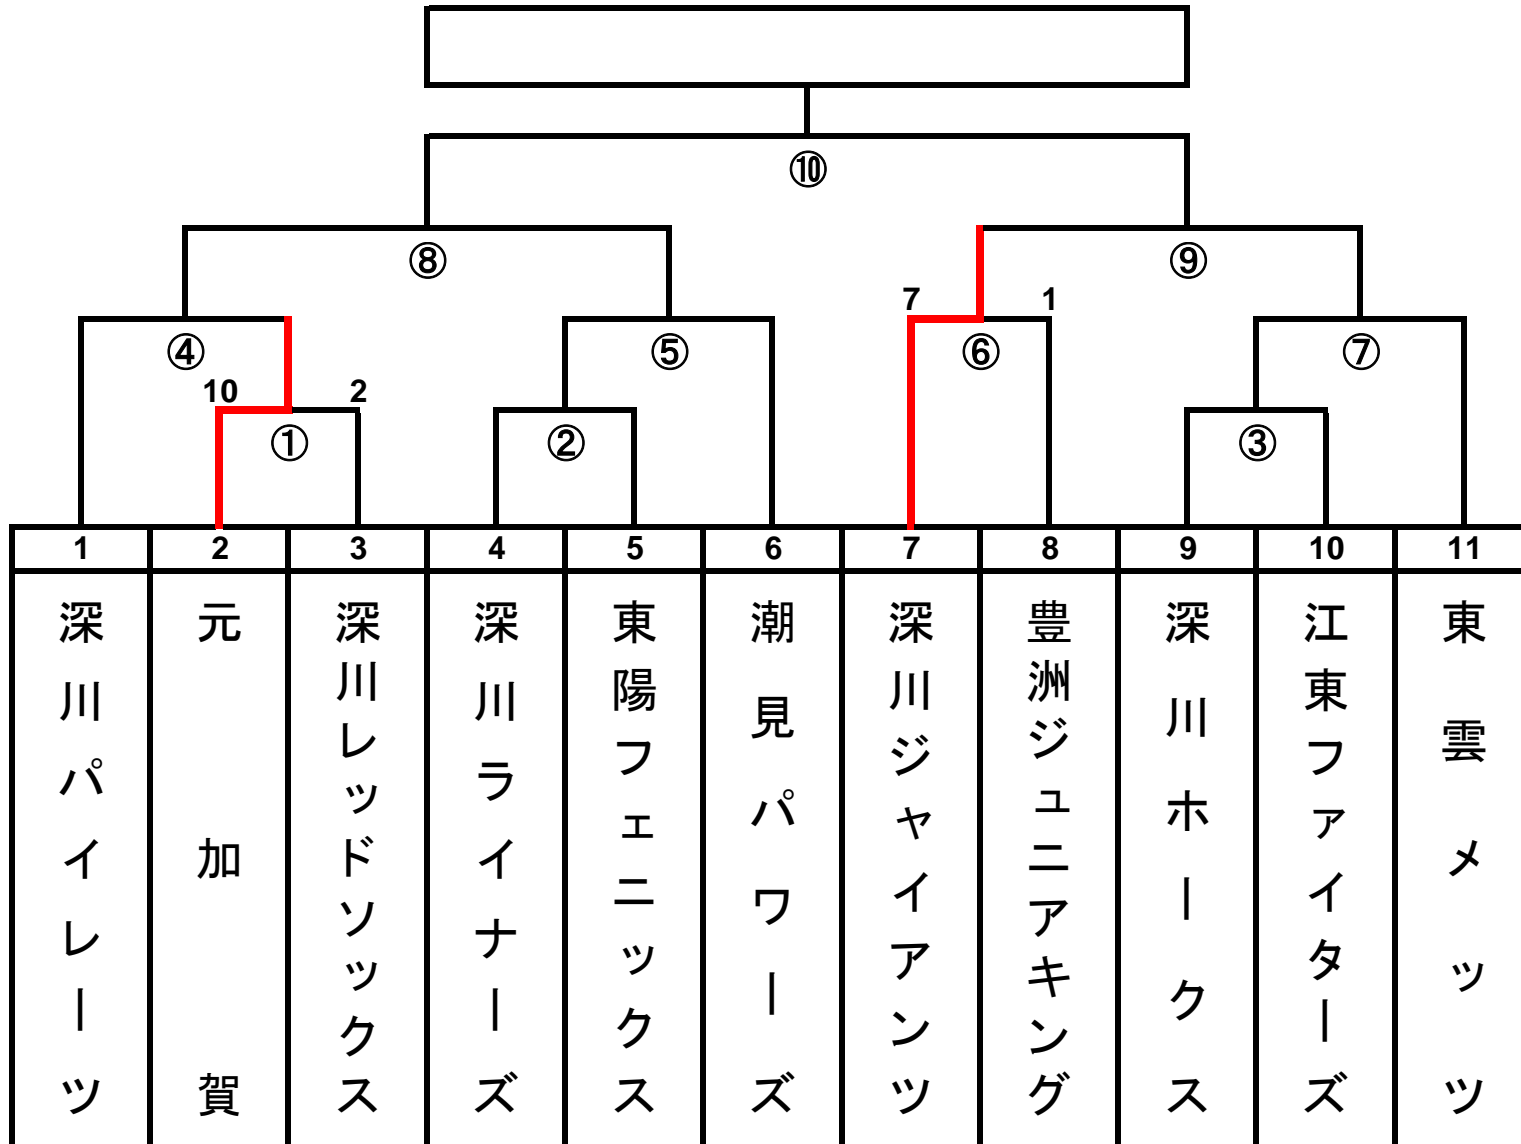 ⑩
⑧
⑨
7
1
④
⑤
⑥
⑦
10
2
①
②
③
1
2
3
4
5
6
7
8
9
10
11
深川パイレーツ
元加賀
深川レッドソックス
深川ライナーズ
東陽フェニックス
潮見パワーズ
深川ジャイアンツ
豊洲ジュニアキング
深川ホークス
江東ファイターズ
東雲メッツ